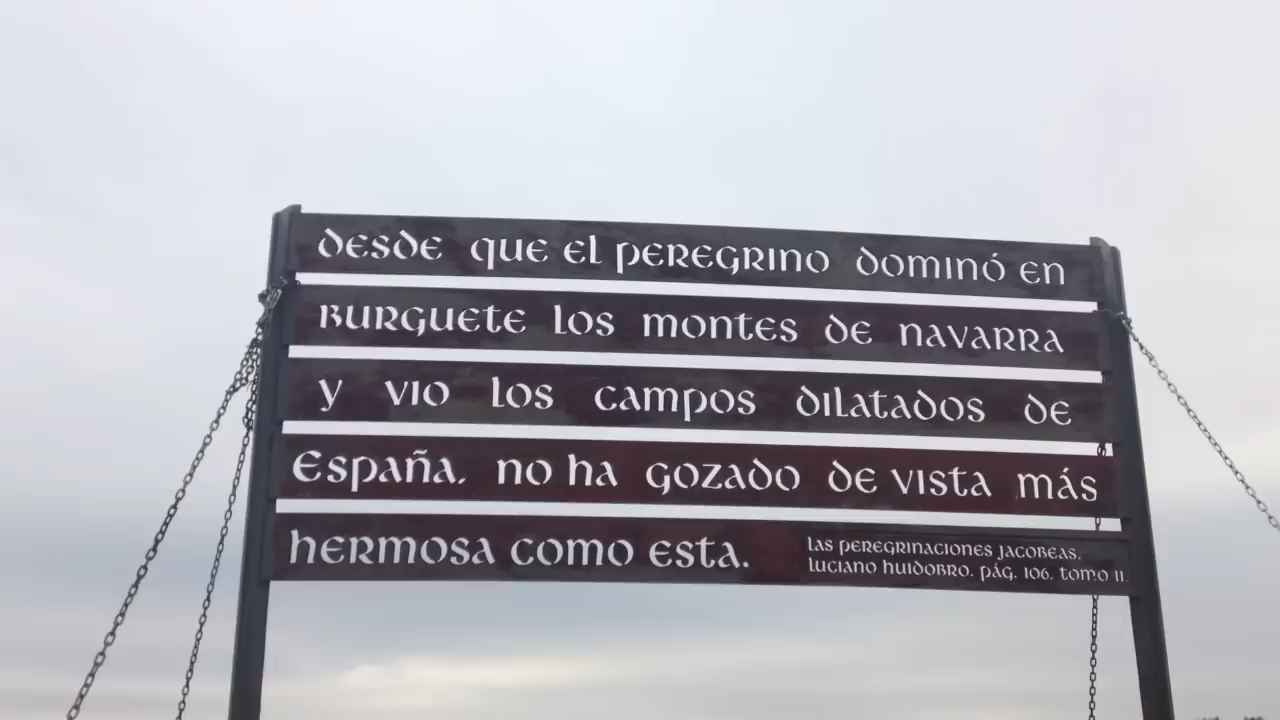 desde que el peregrino dominó en
Burguete los montes de navarra
y vio los campos dilatados de
España. no ha gozado de vista más
hermosa como esta.
las peregrinaciones jacobeas.
luciano huidobro. pág. 106. tomo II.